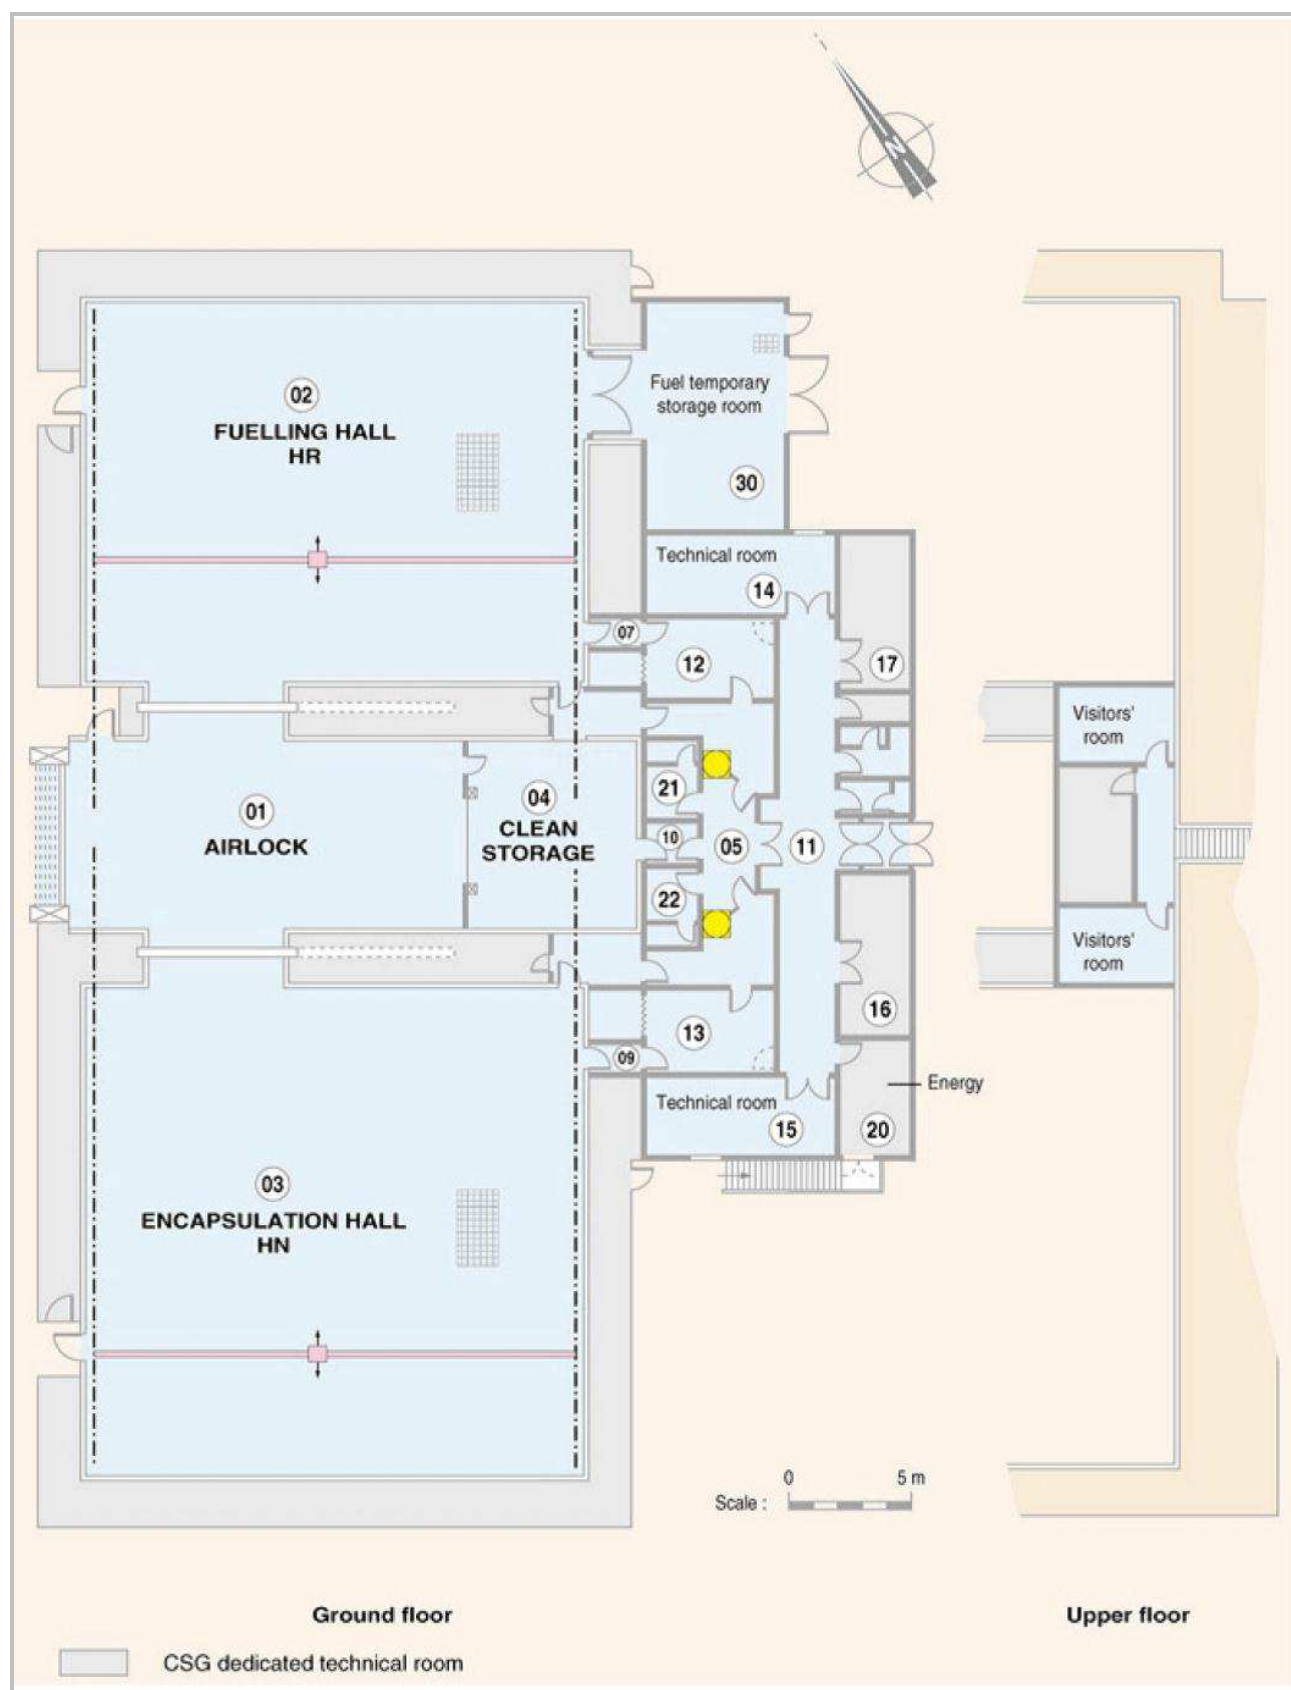 N
02
FUELLING HALL
HR
Fuel temporary
storage room
30
Technical room
14
07
12
17
Visitors'
room
21
04
CLEAN
STORAGE
01
AIRLOCK
10
05
11
22
Visitors'
room
16
13
09
Energy
Technical room
15
20
03
ENCAPSULATION HALL
HN
0
5 m
Scale :
Ground floor
Upper floor
CSG dedicated technical room